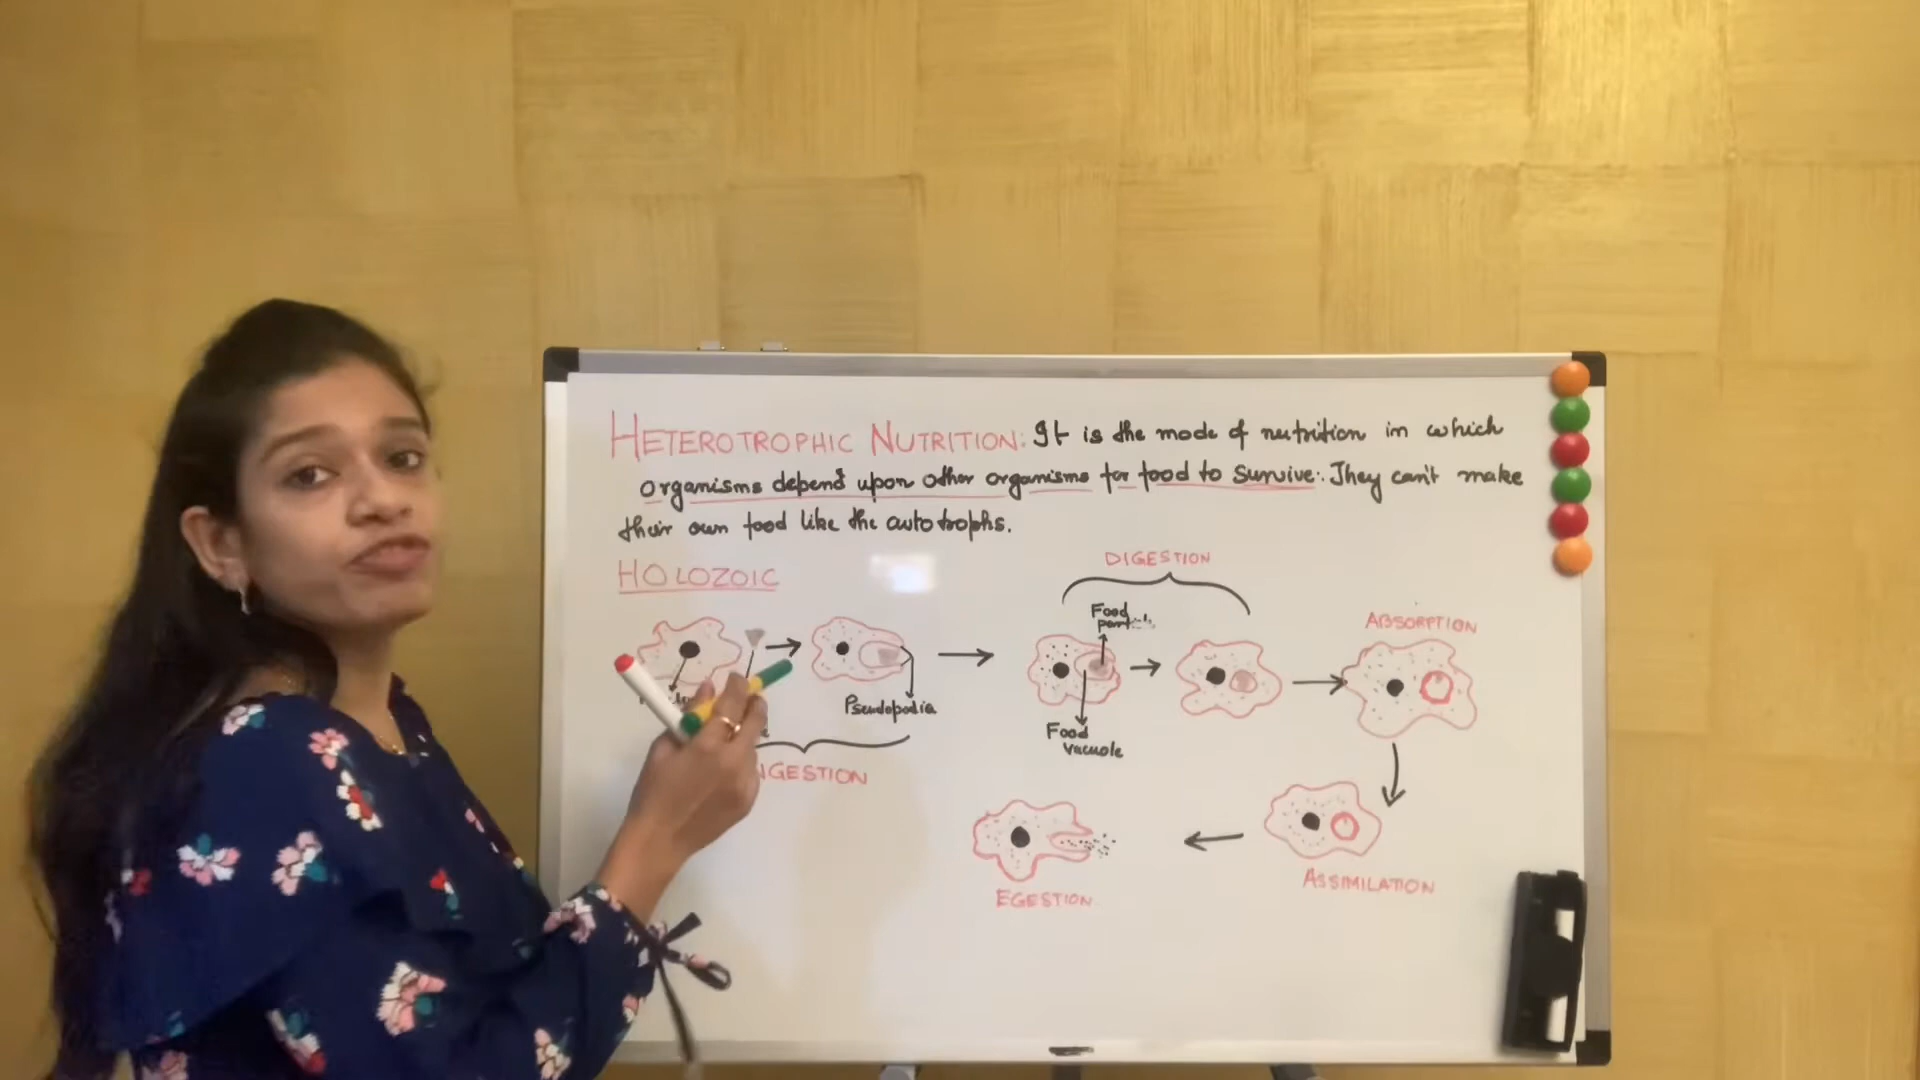 HETEROTROPHIC NUTRITION: It is the mode of nutrition in which
organisms depend upon other organisms for food to survive. They can't make
their own food like the autotrophs.
HOLOZOIC
DIGESTION
Food
ABSORPTION
Pseudopodia
Food
vacuole
EGESTION
ASSIMILATION